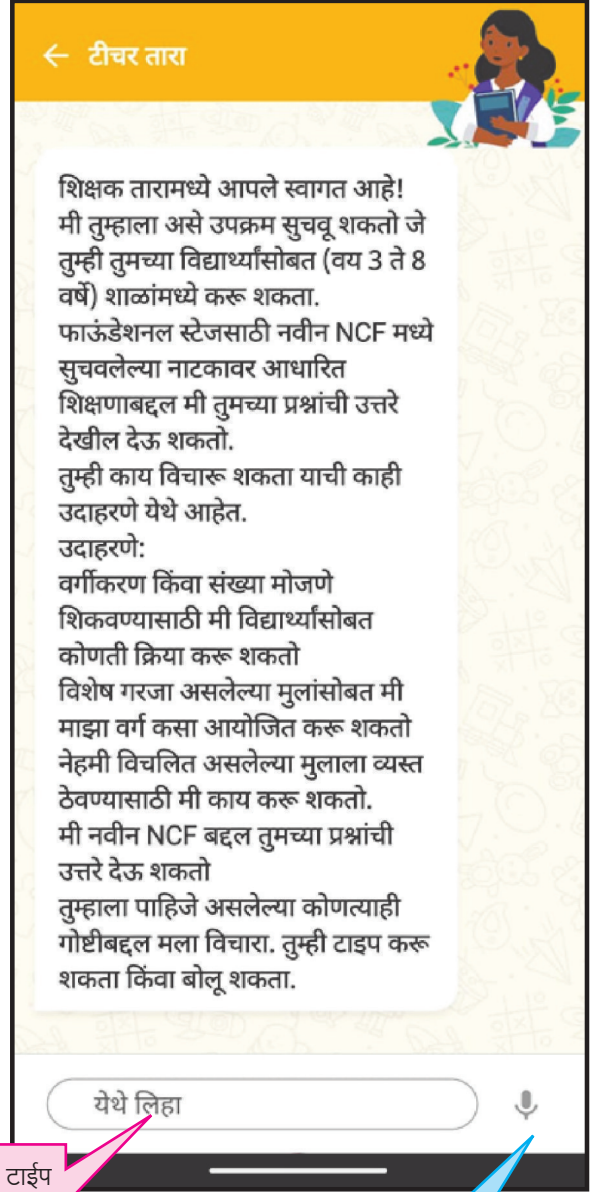 टीचर तारा
शिक्षक तारामध्ये आपले स्वागत आहे!
मी तुम्हाला असे उपक्रम सुचवू शकतो जे
तुम्ही तुमच्या विद्यार्थ्यांसोबत (वय 3 ते 8
वर्षे) शाळांमध्ये करू शकता.
फाऊंडेशनल स्टेजसाठी नवीन NCF मध्ये
सुचवलेल्या नाटकावर आधारित
शिक्षणाबद्दल मी तुमच्या प्रश्नांची उत्तरे
देखील देऊ शकतो.
तुम्ही काय विचारू शकता याची काही
उदाहरणे येथे आहेत.
उदाहरणे:
वर्गीकरण किंवा संख्या मोजणे
शिकवण्यासाठी मी विद्यार्थ्यांसोबत
कोणती क्रिया करू शकतो
विशेष गरजा असलेल्या मुलांसोबत मी
माझा वर्ग कसा आयोजित करू शकतो
नेहमी विचलित असलेल्या मुलाला व्यस्त
ठेवण्यासाठी मी काय करू शकतो.
मी नवीन NCF बद्दल तुमच्या प्रश्नांची
उत्तरे देऊ शकतो
तुम्हाला पाहिजे असलेल्या कोणत्याही
गोष्टीबद्दल मला विचारा. तुम्ही टाइप करू
शकता किंवा बोलू शकता.
येथे लिहा
टाईप